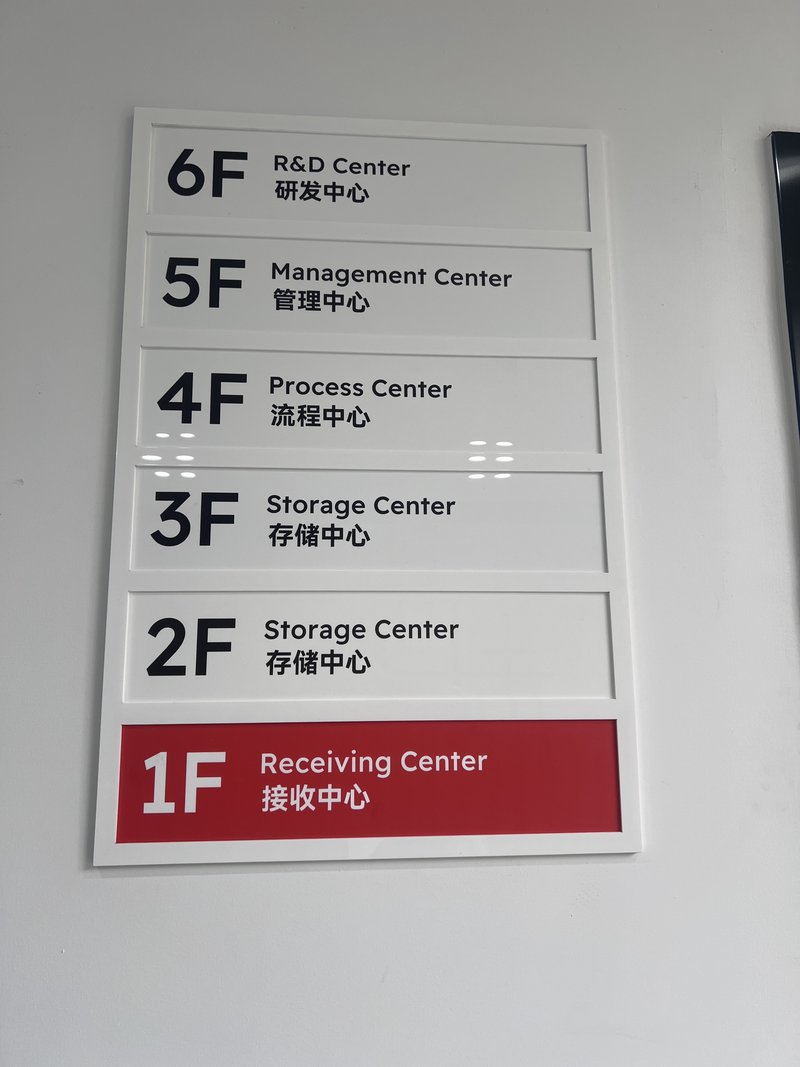 6F R&D Center
研发中心
5F Management Center
管理中心
4F Process Center
流程中心
3F Storage Center
存储中心
2F Storage Center
存储中心
1F Receiving Center
接收中心